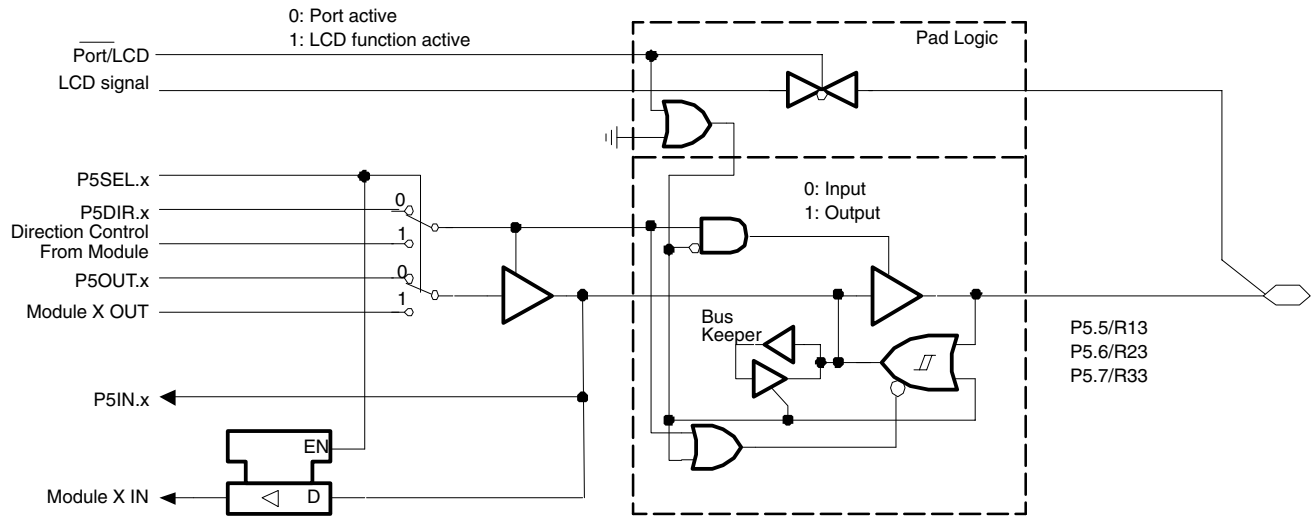 0: Port active
1: LCD function active
Port/LCD
LCD signal
Pad Logic
P5SEL.x
P5DIR.x
0
Direction Control
From Module
1
P5OUT.x
0
Module X OUT
1
0: Input
1: Output
Bus
Keeper
P5.5/R13
P5.6/R23
P5.7/R33
P5IN.x
EN
Module X IN
D